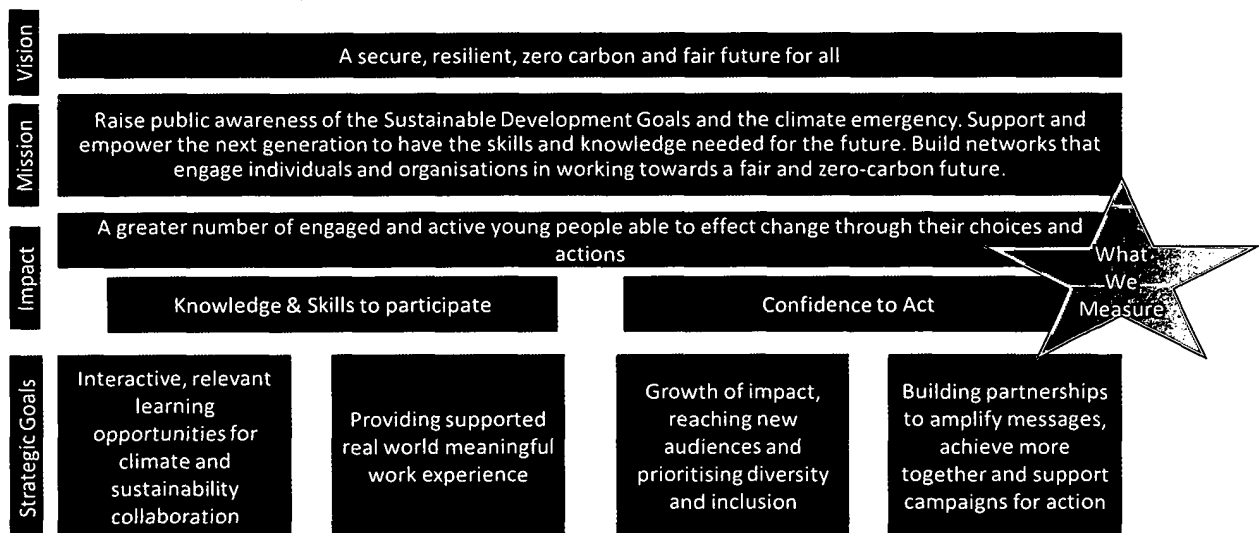 Vision
A secure, resilient, zero carbon and fair future for all
Mission
Raise public awareness of the Sustainable Development Goals and the climate emergency. Support and
empower the next generation to have the skills and knowledge needed for the future. Build networks that
engage individuals and organisations in working towards a fair and zero-carbon future.
Impact
A greater number of engaged and active young people able to effect change through their choices and
actions
Knowledge & Skills to participate
Confidence to Act
What
We
Measure
Strategic Goals
Interactive, relevant
learning
opportunities for
climate and
sustainability
collaboration
Providing supported
real world meaningful
work experience
Growth of impact,
reaching new
audiences and
prioritising diversity
and inclusion
Building partnerships
to amplify messages,
achieve more
together and support
campaigns for action